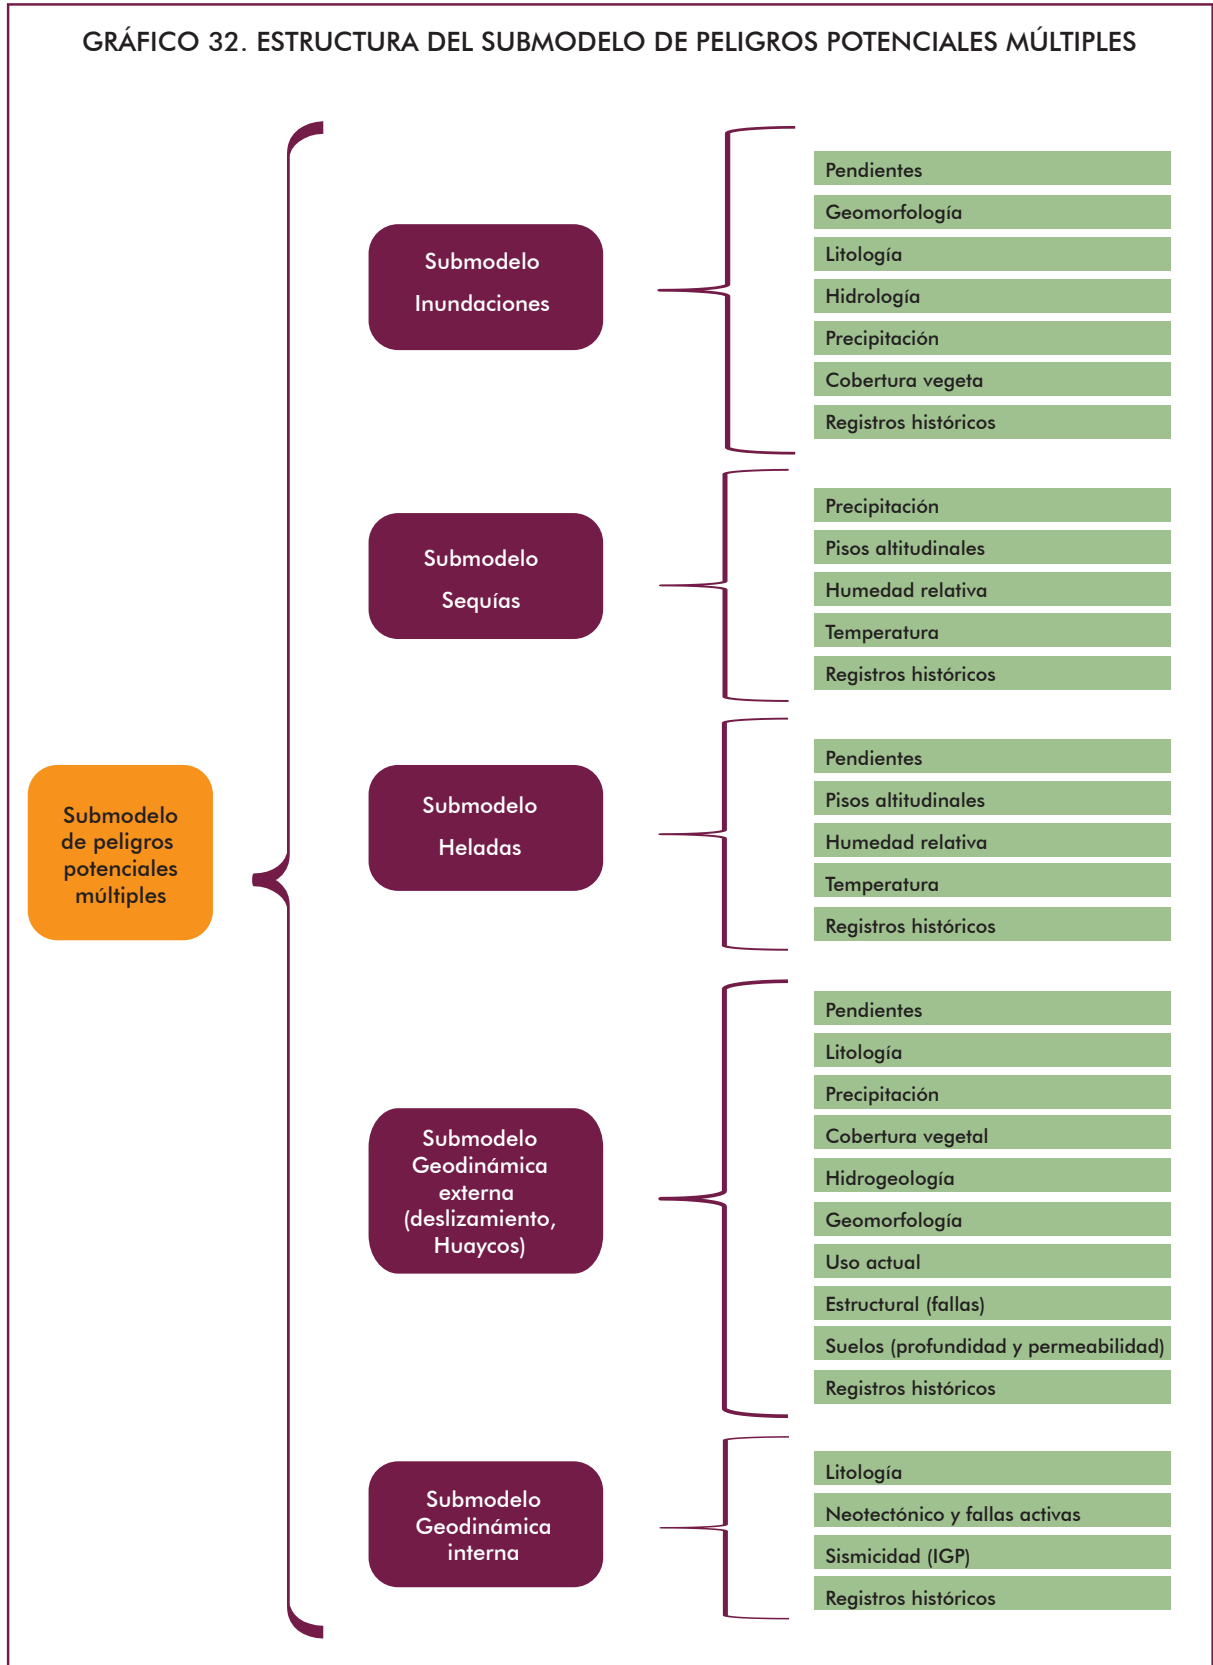 GRÁFICO 32. ESTRUCTURA DEL SUBMODELO DE PELIGROS POTENCIALES MÚLTIPLES
Submodelo
de peligros
potenciales
múltiples
Submodelo
Inundaciones
Pendientes
Geomorfología
Litología
Hidrología
Precipitación
Cobertura vegeta
Registros históricos
Submodelo
Sequías
Precipitación
Pisos altitudinales
Humedad relativa
Temperatura
Registros históricos
Submodelo
Heladas
Pendientes
Pisos altitudinales
Humedad relativa
Temperatura
Registros históricos
Submodelo
Geodinámica
externa
(deslizamiento,
Huaycos)
Pendientes
Litología
Precipitación
Cobertura vegetal
Hidrogeología
Geomorfología
Uso actual
Estructural (fallas)
Suelos (profundidad y permeabilidad)
Registros históricos
Submodelo
Geodinámica
interna
Litología
Neotectónico y fallas activas
Sismicidad (IGP)
Registros históricos